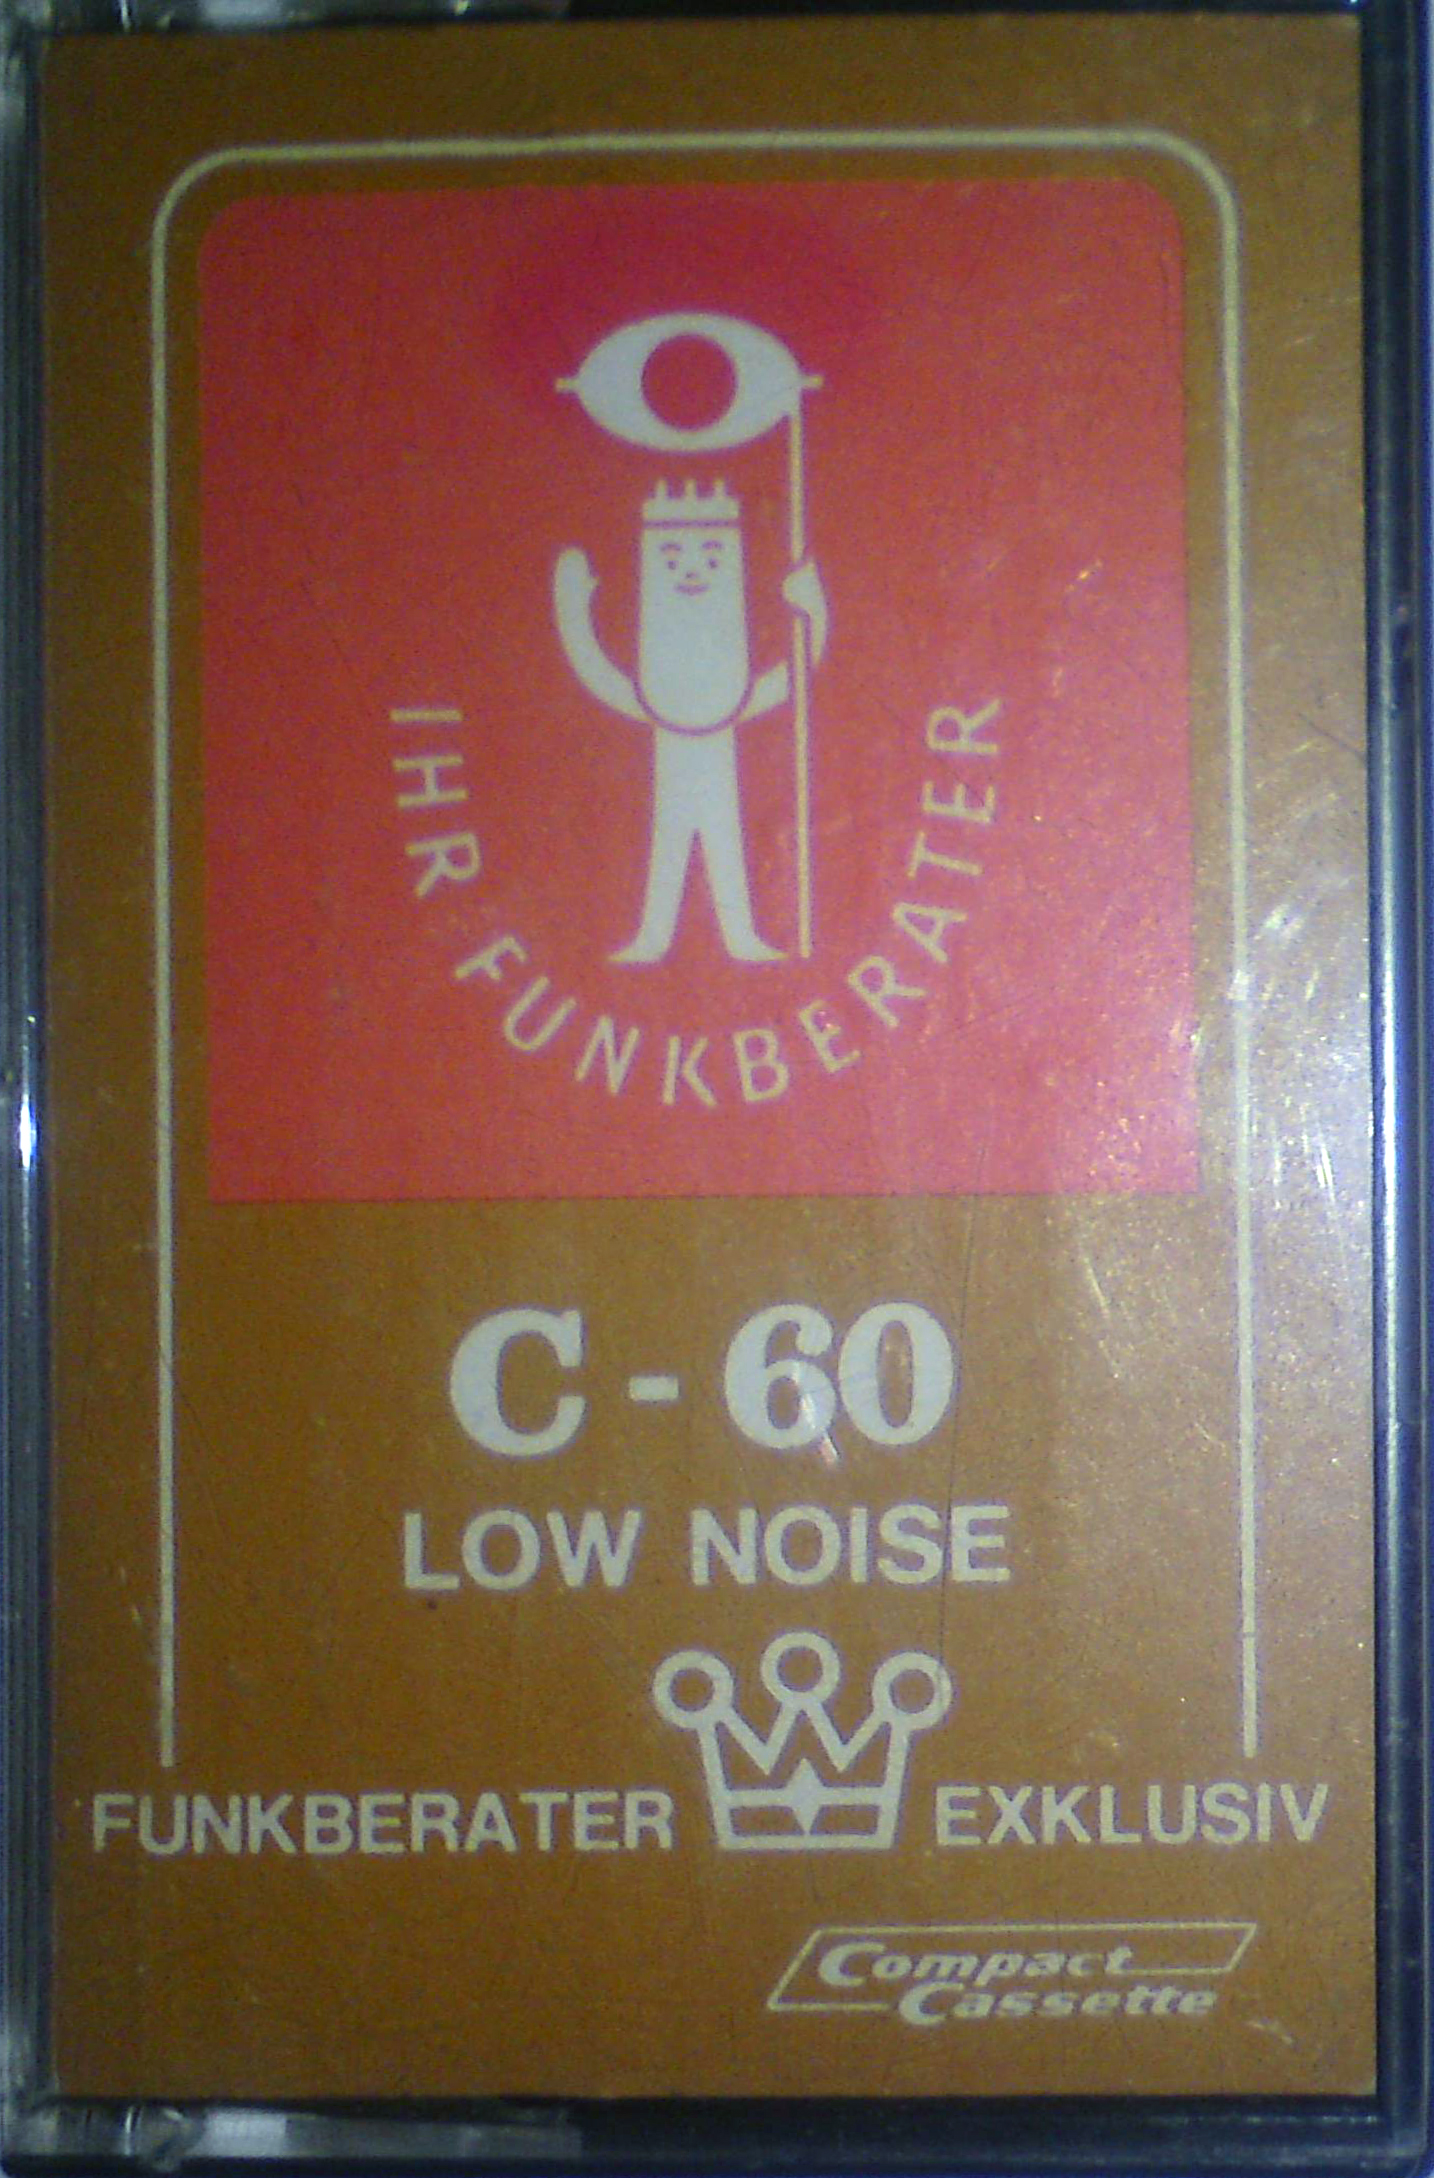 IHR FUNKBERATER
C - 60
LOW NOISE
FUNKBERATER EXKLUSIV
Compact
Cassette